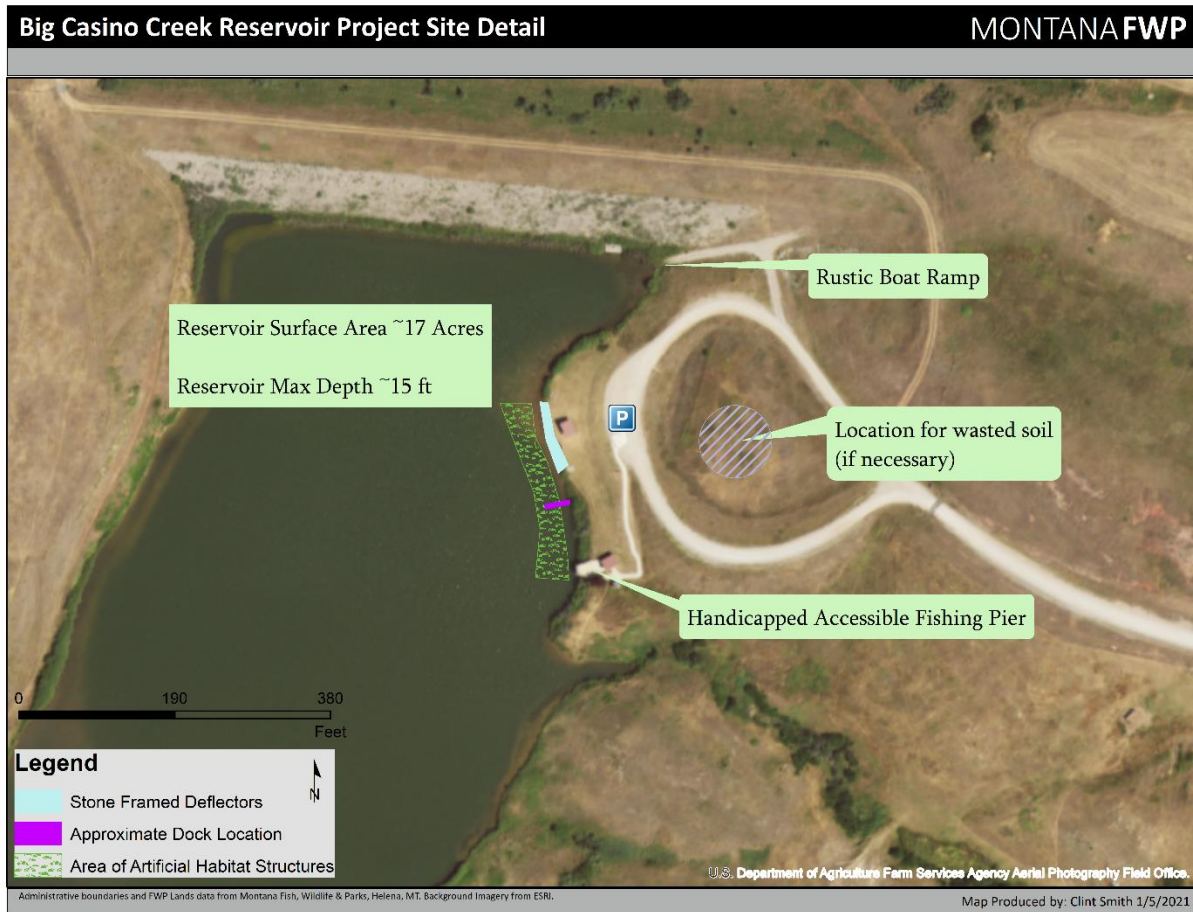 Big Casino Creek Reservoir Project Site Detail
MONTANA FWP
Rustic Boat Ramp
Reservoir Surface Area ~17 Acres
Reservoir Max Depth ~15 ft
P
Location for wasted soil
(if necessary)
Handicapped Accessible Fishing Pier
0 190 380
Feet
Legend
N
Stone Framed Deflectors
Approximate Dock Location
Area of Artificial Habitat Structures
U.S. Department of Agriculture Farm Services Agency Aerial Photography Field Office.
Administrative boundaries and FWP Lands data from Montana Fish, Wildlife & Parks, Helena, MT. Background Imagery from ESRI.
Map Produced by: Clint Smith 1/5/2021